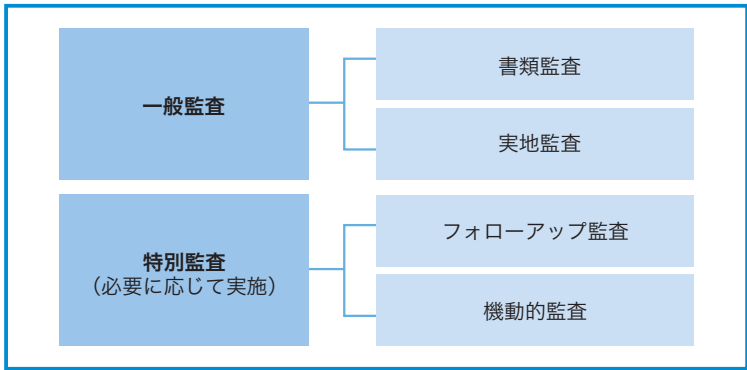 一般監査
書類監査
実地監査
特別監査
（必要に応じて実施）
フォローアップ監査
機動的監査